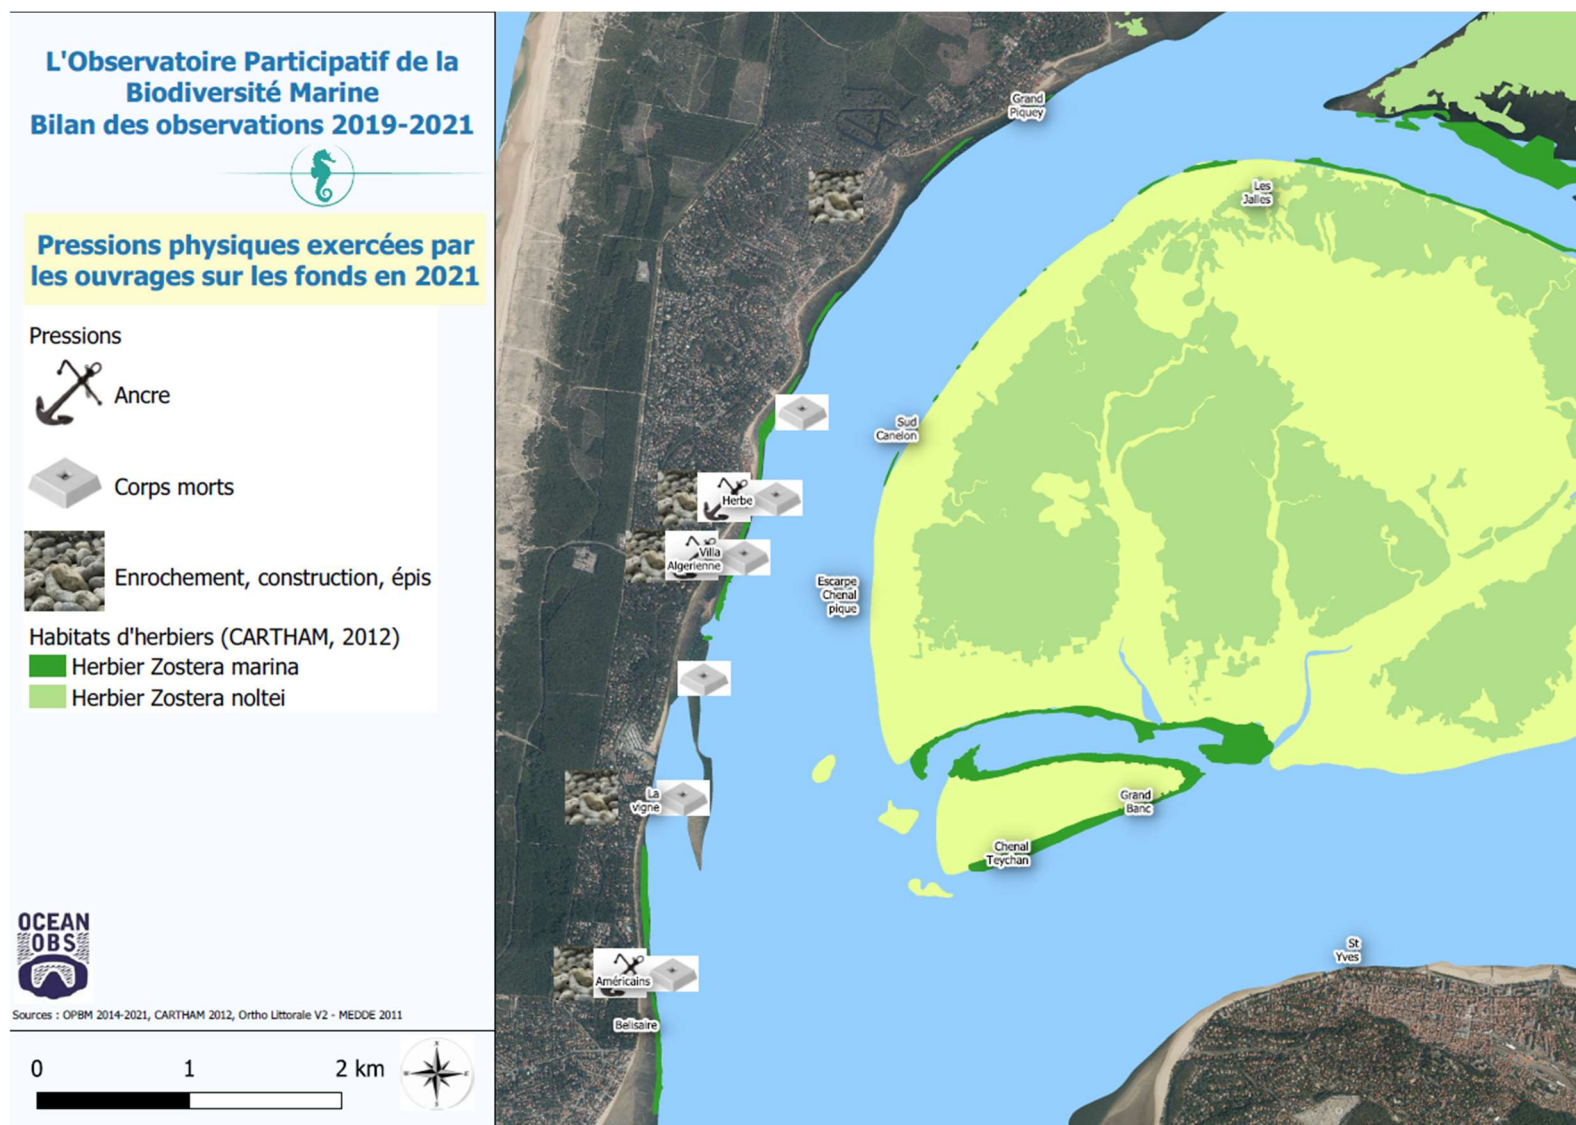 L'Observatoire Participatif de la
Biodiversité Marine
Bilan des observations 2019-2021
Pressions physiques exercées par
les ouvrages sur les fonds en 2021
Pressions
Ancre
Corps morts
Enrochement, construction, épis
Habitats d'herbiers (CARTHAM, 2012)
Herbier Zostera marina
Herbier Zostera noltei
OCEAN
OBS
Sources : OPBM 2014-2021, CARTHAM 2012, Ortho Littorale V2 - MEDDE 2011
0 1 2 km
Grand
Piquey
Les
Jalles
Sud
Canelon
Herbe
Villa
Algerienne
Escarpe
Chenal
pique
La
vigne
Grand
Banc
Chenal
Teychan
St
Yves
Américains
Belisaire